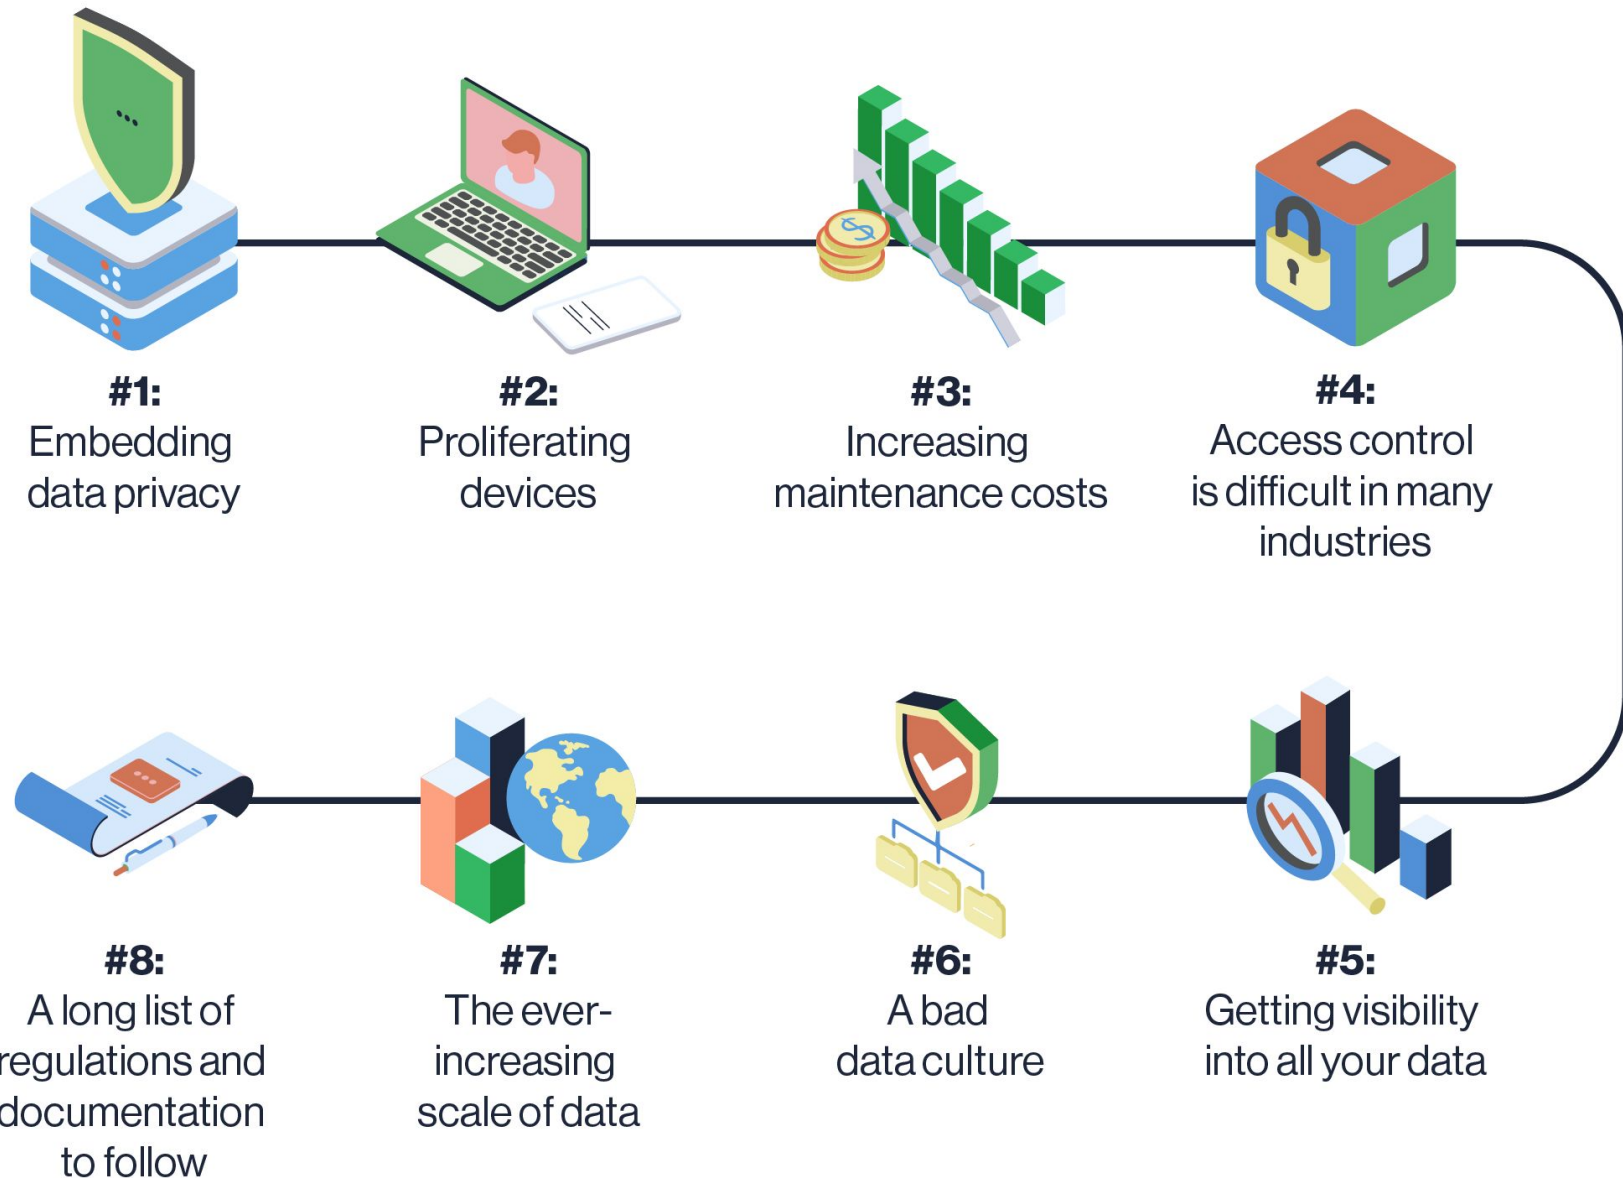 #1:
Embedding
data privacy
#2:
Proliferating
devices
#3:
Increasing
maintenance costs
#4:
Access control
is difficult in many
industries
#8:
A long list of
regulations and
documentation
to follow
#7:
The ever-
increasing
scale of data
#6:
A bad
data culture
#5:
Getting visibility
into all your data